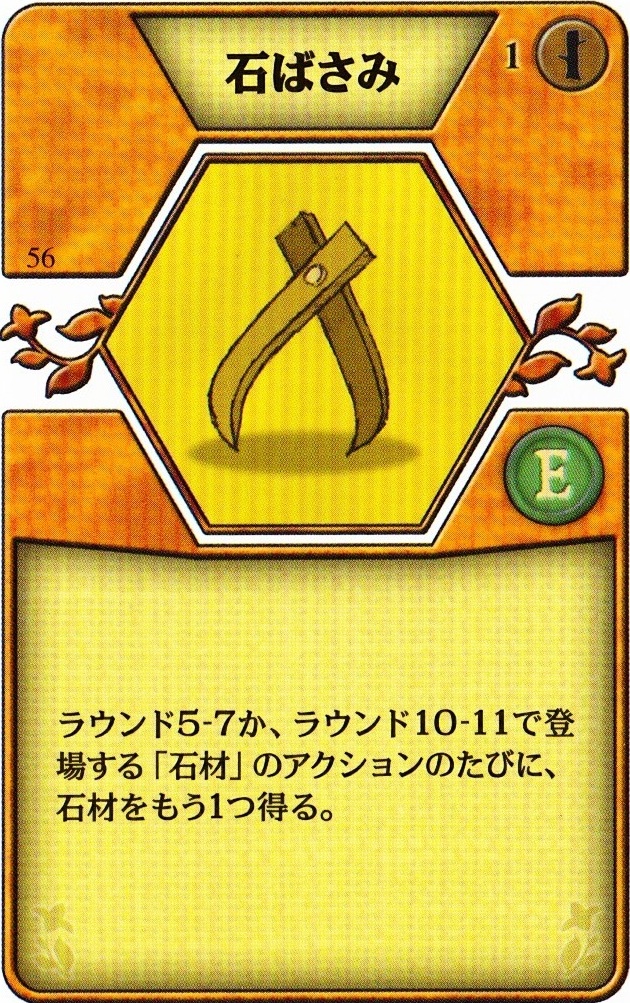 石ばさみ
1
56
E
ラウンド5-7か、ラウンド10-11で登
場する「石材」のアクションのたびに、
石材をもう1つ得る。